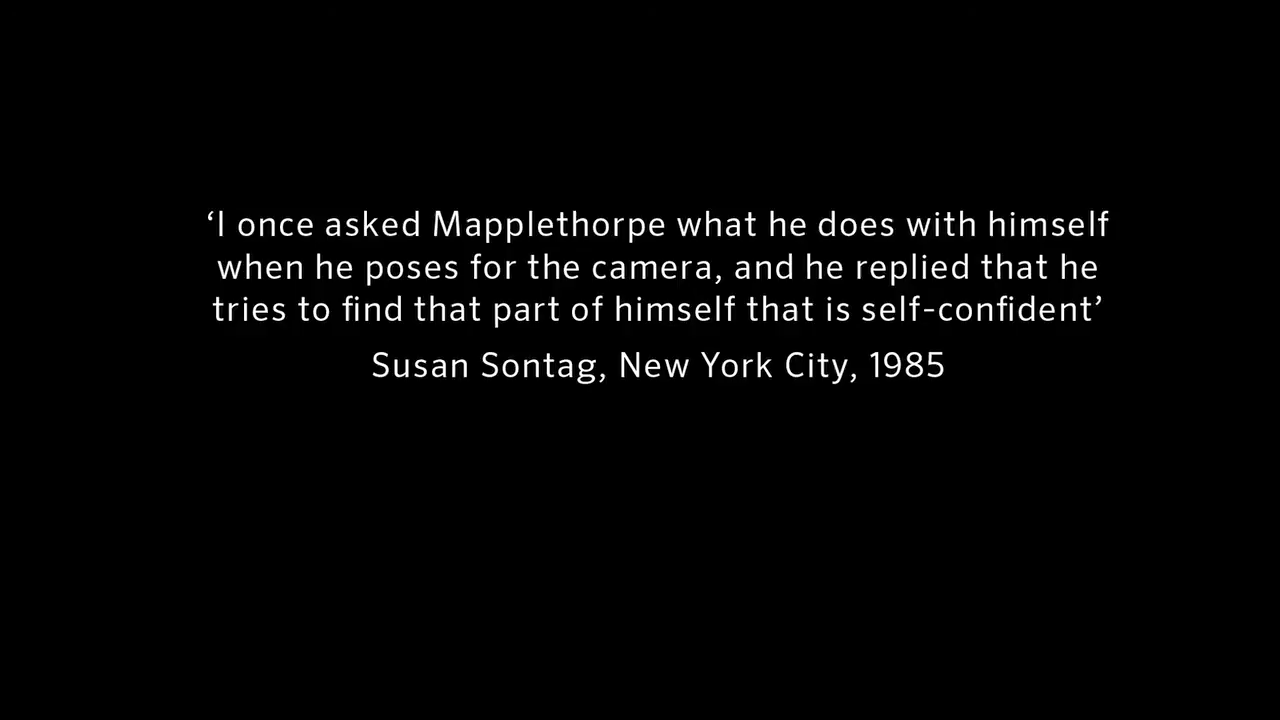 ‘I once asked Mapplethorpe what he does with himself
when he poses for the camera, and he replied that he
tries to find that part of himself that is self-confident’
Susan Sontag, New York City, 1985